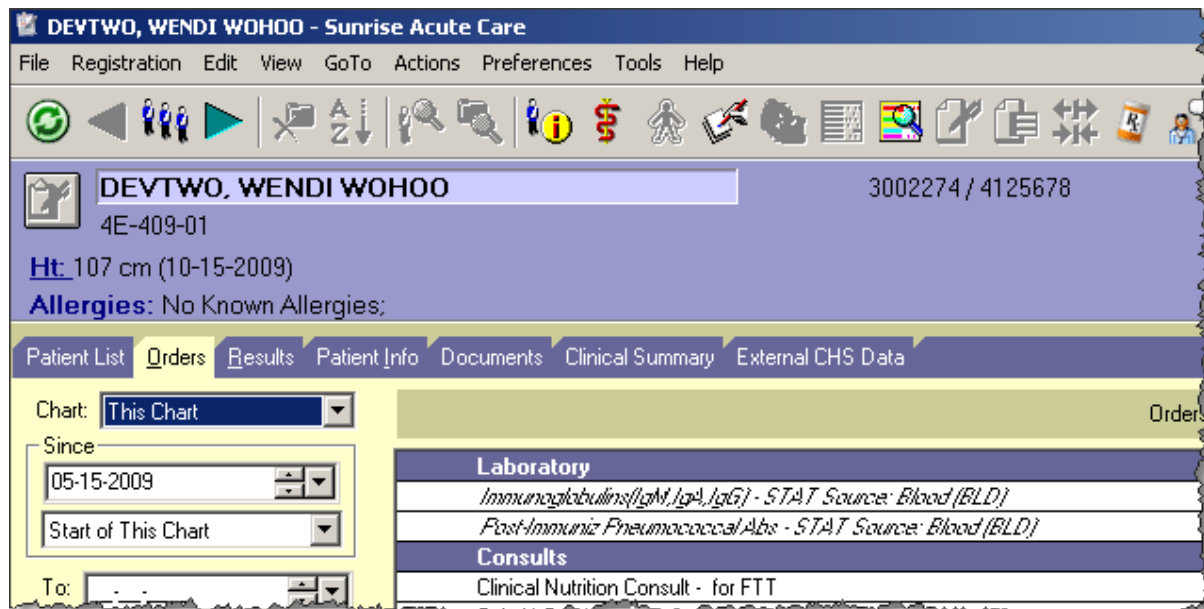 DEVTWO, WENDI WOHOO - Sunrise Acute Care
File Registration Edit View GoTo Actions Preferences Tools Help
DEVTWO, WENDI WOHOO 3002274 / 4125678
4E-409-01
Ht: 107 cm (10-15-2009)
Allergies: No Known Allergies;
Patient List Orders Results Patient Info Documents Clinical Summary External CHS Data
Chart: This Chart
Order
Since
05-15-2009
Start of This Chart
To:
Laboratory
Immunoglobulins(IgM,IgA,IgG) - STAT Source: Blood (BLD)
Post-Immuniz Pneumococcal Abs - STAT Source: Blood (BLD)
Consults
Clinical Nutrition Consult - for FTT